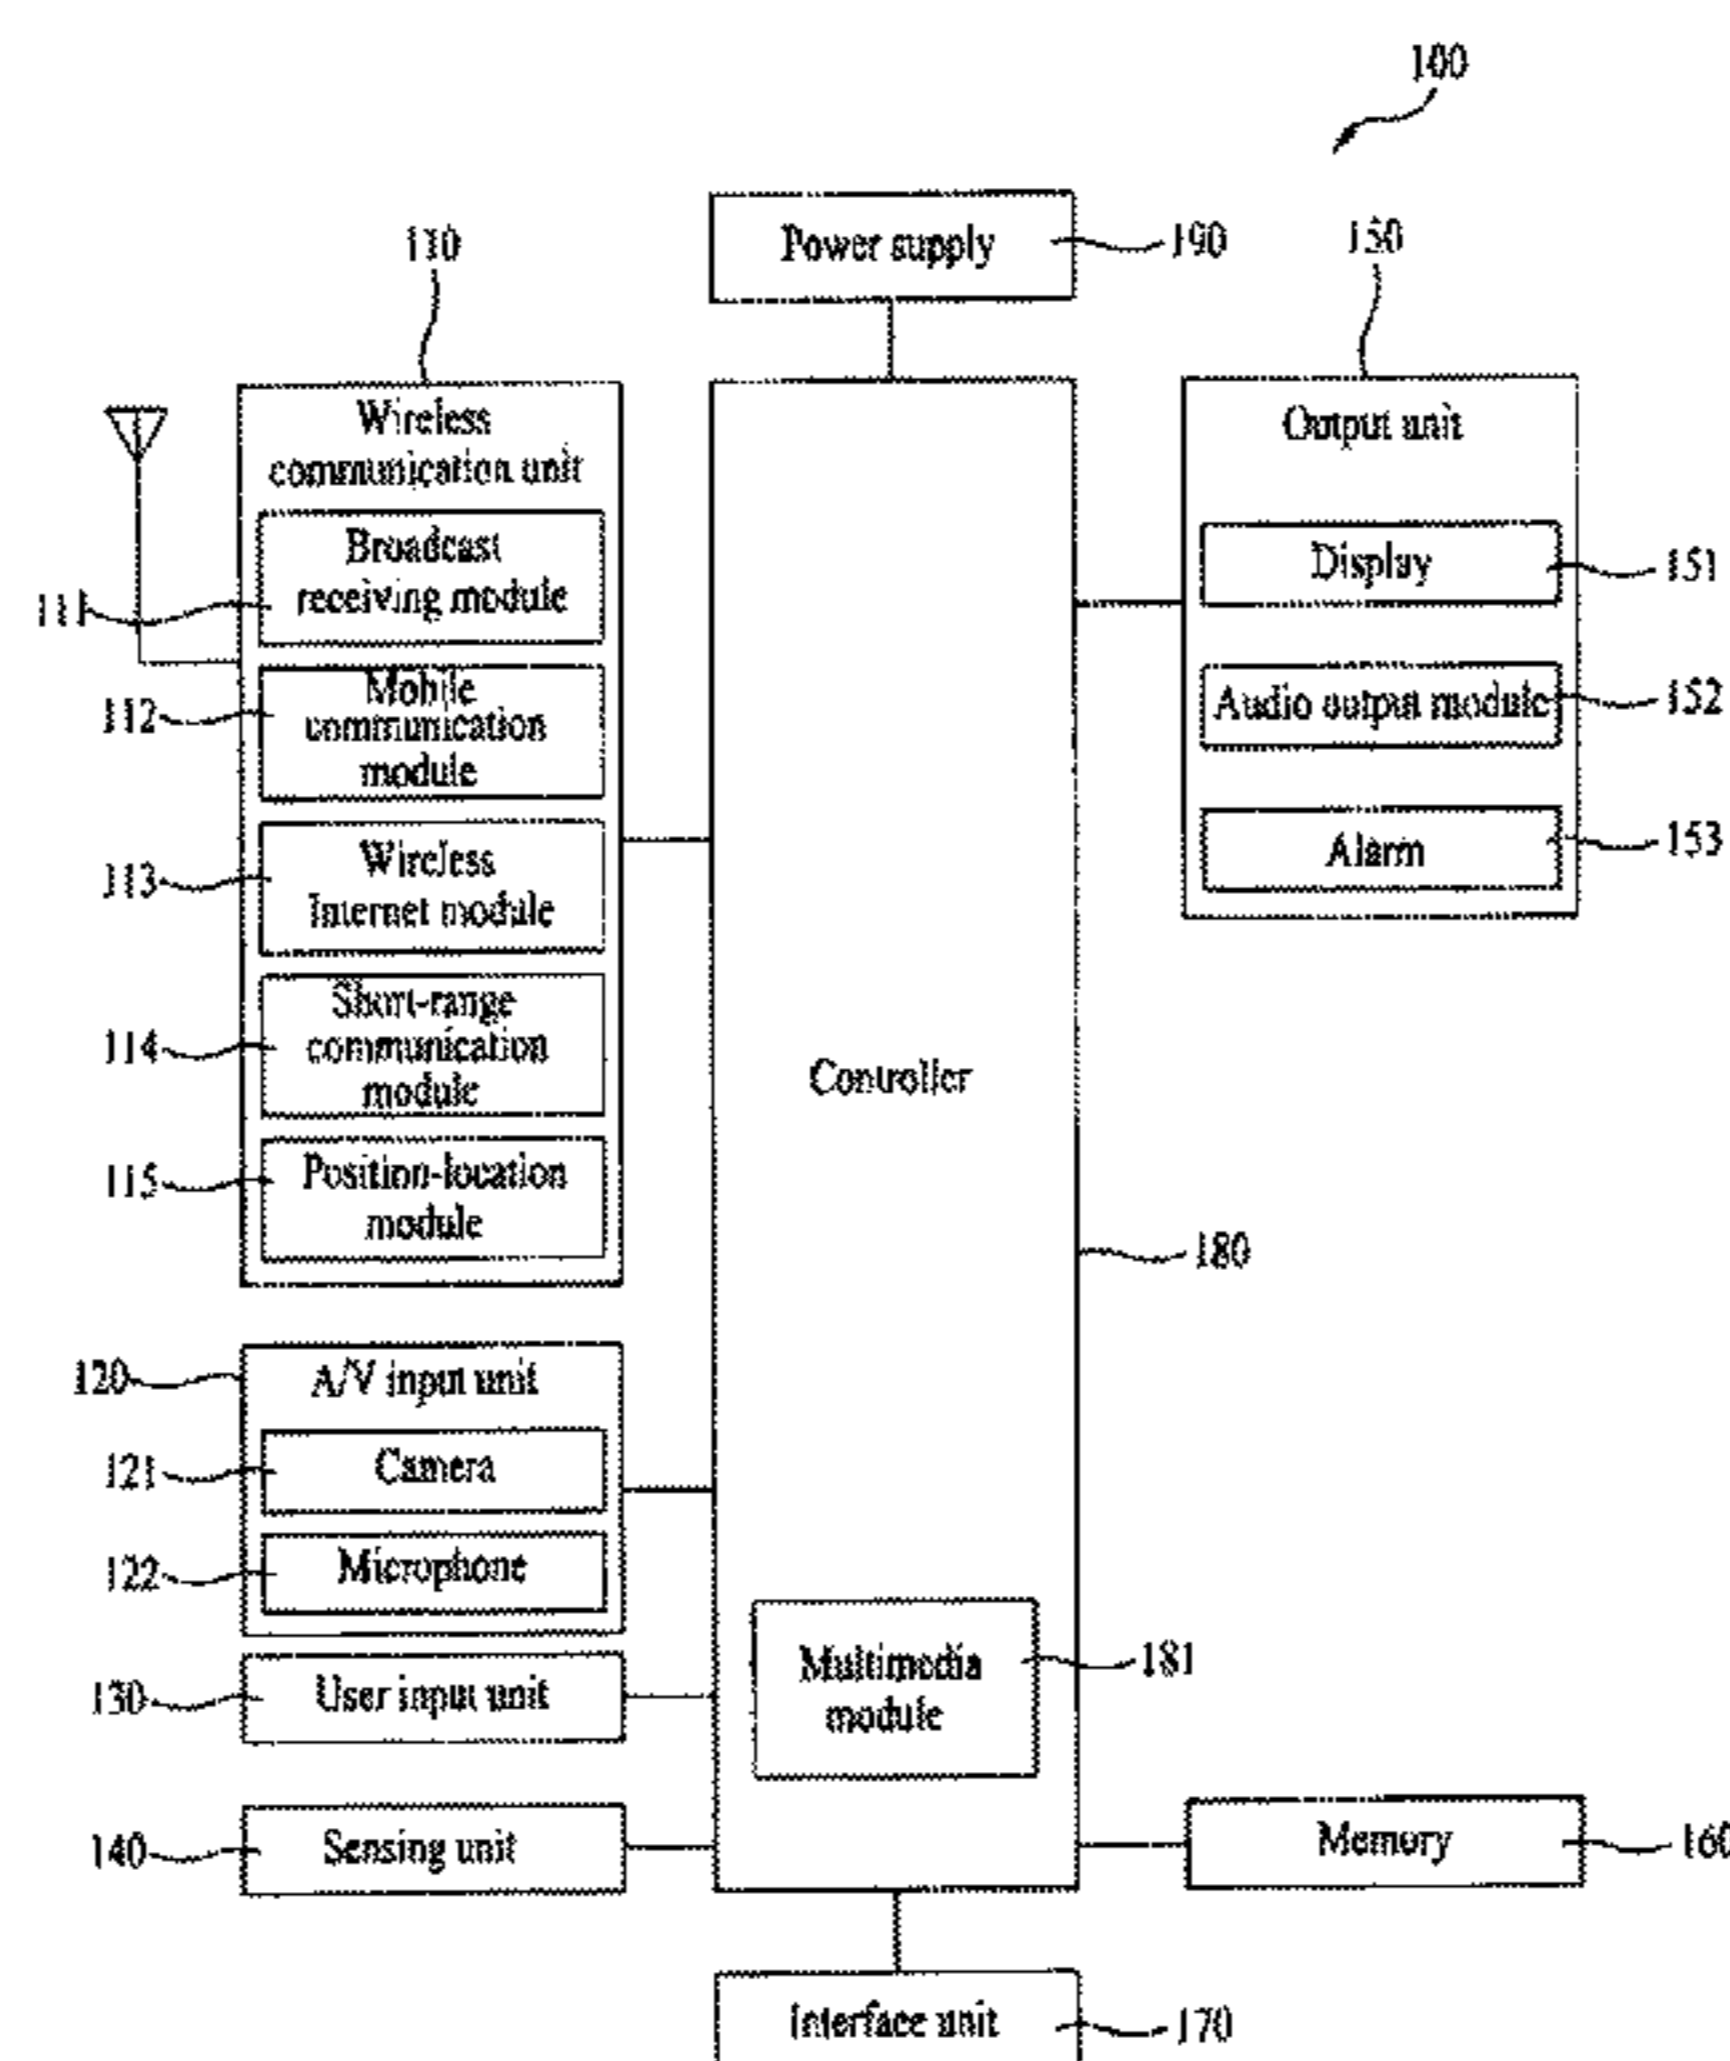 100
Power supply
190
110
150
Wireless
communication unit
Broadcast
receiving module
111
Mobile
communication
module
112
Wireless
Internet module
113
Short-range
communication
module
114
Position-location
module
115
Output unit
Display
151
Audio output module
152
Alarm
153
Controller
180
120
A/V input unit
121
Camera
122
Microphone
130
User input unit
140
Sensing unit
Multimedia
module
181
Memory
160
Interface unit
170